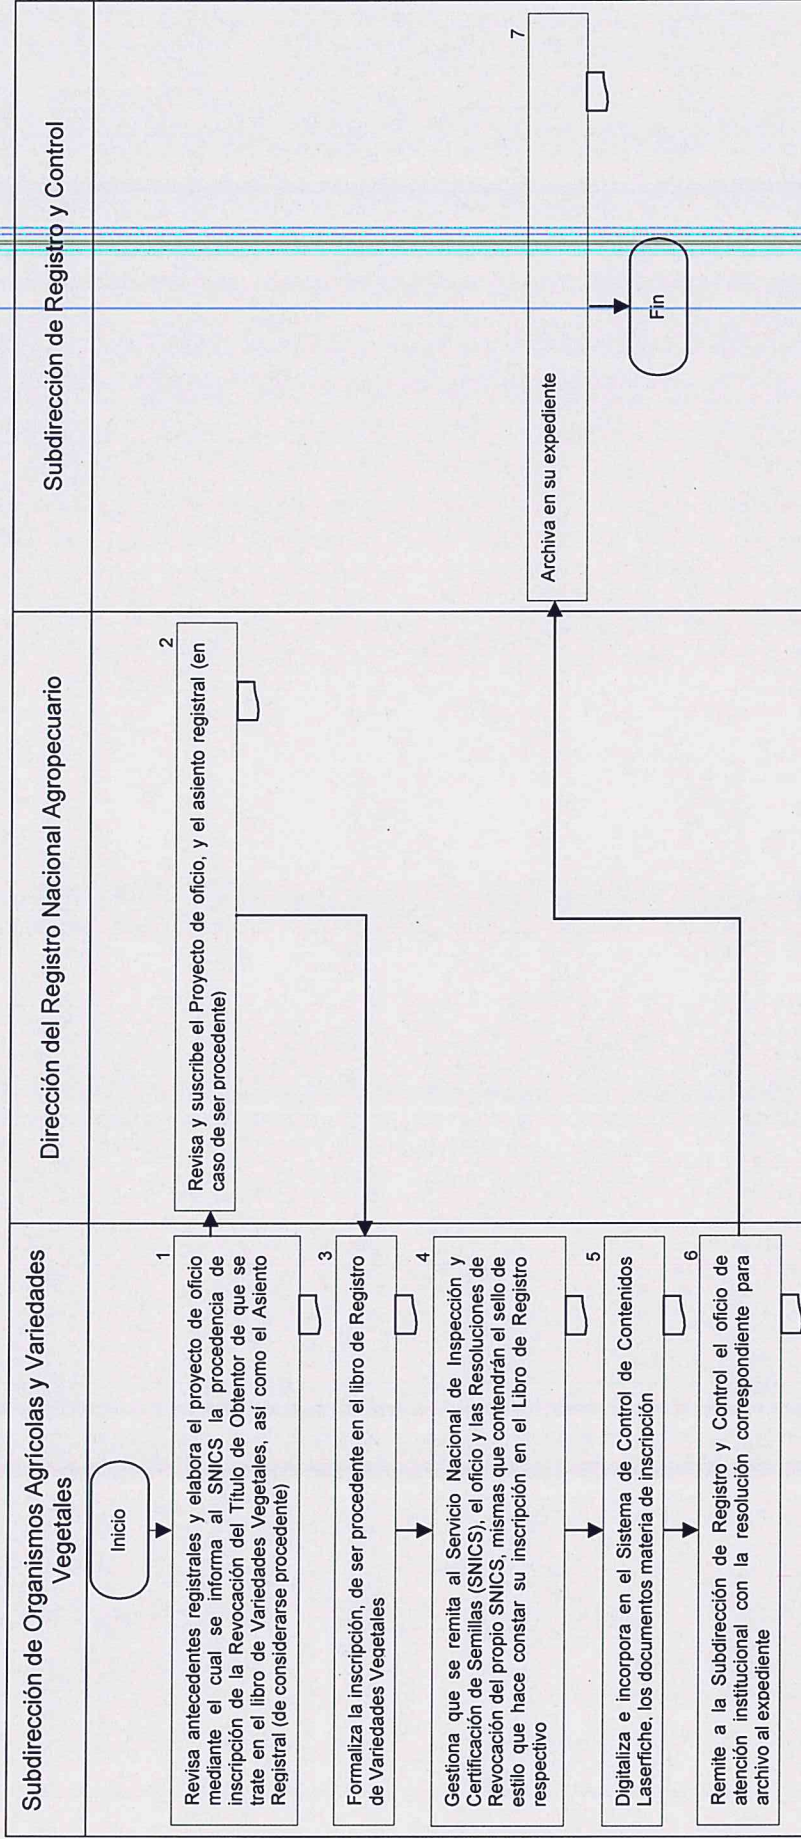 Subdirección de Organismos Agrícolas y Variedades
Vegetales
Dirección del Registro Nacional Agropecuario
Subdirección de Registro y Control
Inicio
1
Revisa antecedentes registrales y elabora el proyecto de oficio
mediante el cual se informa al SNICS la procedencia de
inscripción de la Revocación del Título de Obtentor de que se
trate en el libro de Variedades Vegetales, así como el Asiento
Registral (de considerarse procedente)
2
Revisa y suscribe el Proyecto de oficio, y el asiento registral (en
caso de ser procedente)
3
Formaliza la inscripción, de ser procedente en el libro de Registro
de Variedades Vegetales
4
Gestiona que se remita al Servicio Nacional de Inspección y
Certificación de Semillas (SNICS), el oficio y las Resoluciones de
Revocación del propio SNICS, mismas que contendrán el sello de
estilo que hace constar su inscripción en el Libro de Registro
respectivo
5
Digitaliza e incorpora en el Sistema de Control de Contenidos
Laserfiche, los documentos materia de inscripción
6
Remite a la Subdirección de Registro y Control el oficio de
atención institucional con la resolución correspondiente para
archivo al expediente
7
Archiva en su expediente
Fin